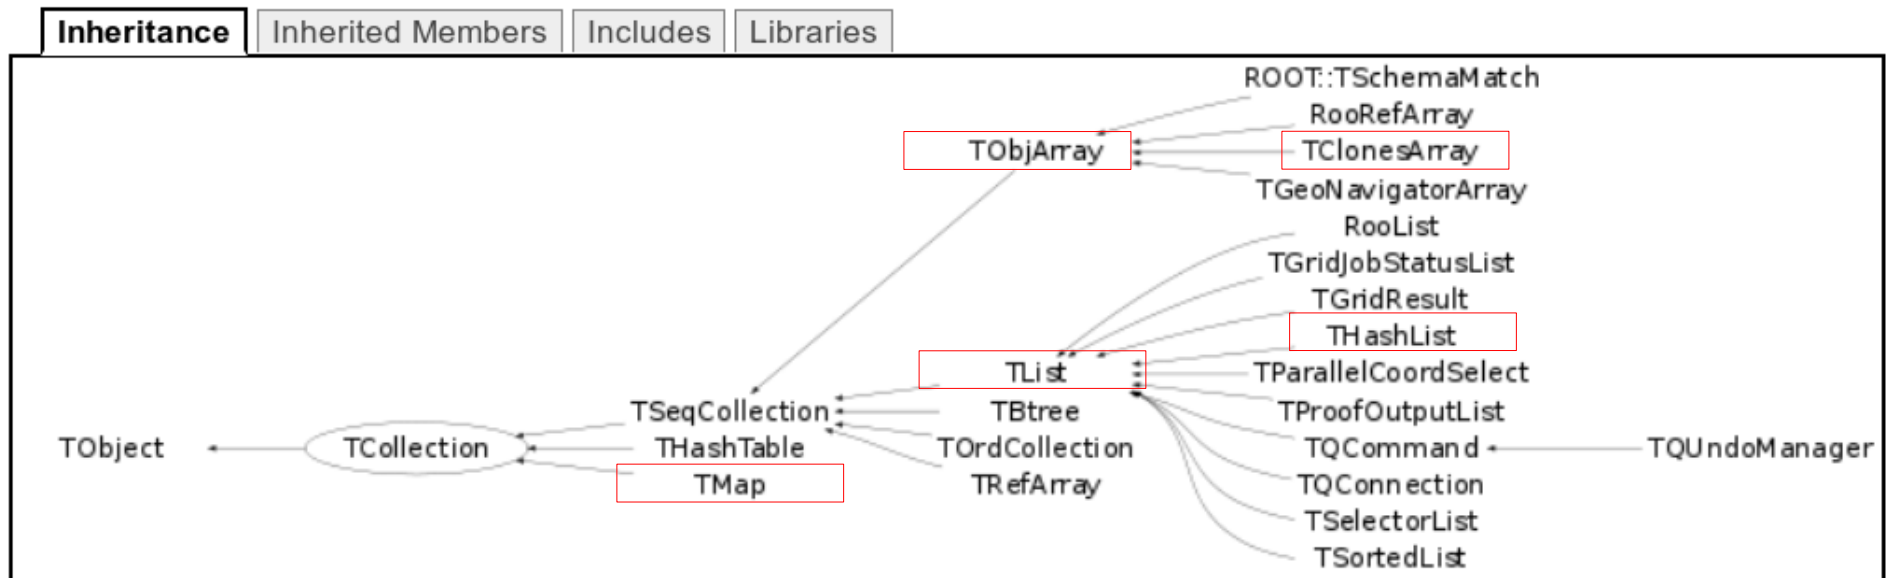 Inheritance Inherited Members Includes Libraries
ROOT::TSchemaMatch
RooRefArray
TObjArray TClonesArray
TGeoNavigatorArray
RooList
TGridJobStatusList
TGridResult
THashList
TList TParallelCoordSelect
TSeqCollection TBtree TProofOutputList
TObject TCollection THashTable TOrdCollection TQCommand TQUndoManager
TMap TRefArray TQConnection
TSelectorList
TSortedList